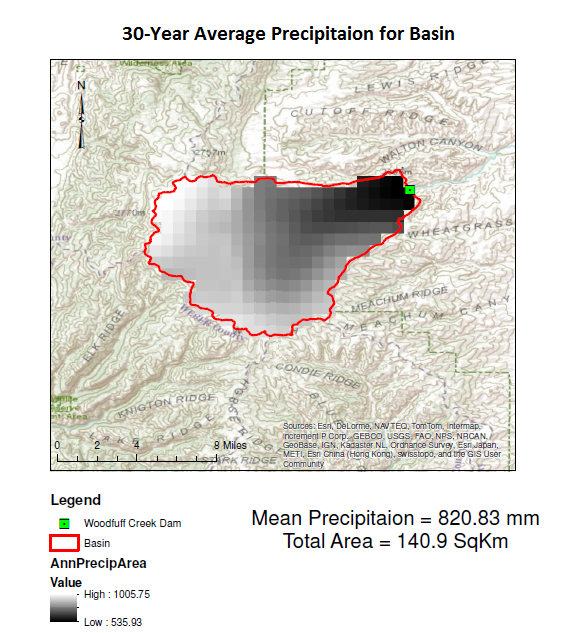 30-Year Average Precipitaion for Basin
Wilderness Area
LEWIS RIDGE
N
CUTOFF RIDGE
WALTON CANYON
2757m
2770m
WHEATGRASS
MEACHUM RIDGE
MEACHUM CANY
ELK RIDGE
CONDIE RIDGE
KNIGTON RIDGE
STARK RIDGE
Sources: Esri, DeLorme, NAVTEQ, TomTom, Intermap,
increment P Corp., GEBCO, USGS, FAO, NPS, NRCAN,
GeoBase, IGN, Kadaster NL, Ordnance Survey, Esri Japan,
METI, Esri China (Hong Kong), swisstopo, and the GIS User
Community
0 2 4 8 Miles
Legend
Woodfuff Creek Dam
Basin
AnnPrecipArea
Value
High : 1005.75
Low : 535.93
Mean Precipitaion = 820.83 mm
Total Area = 140.9 SqKm